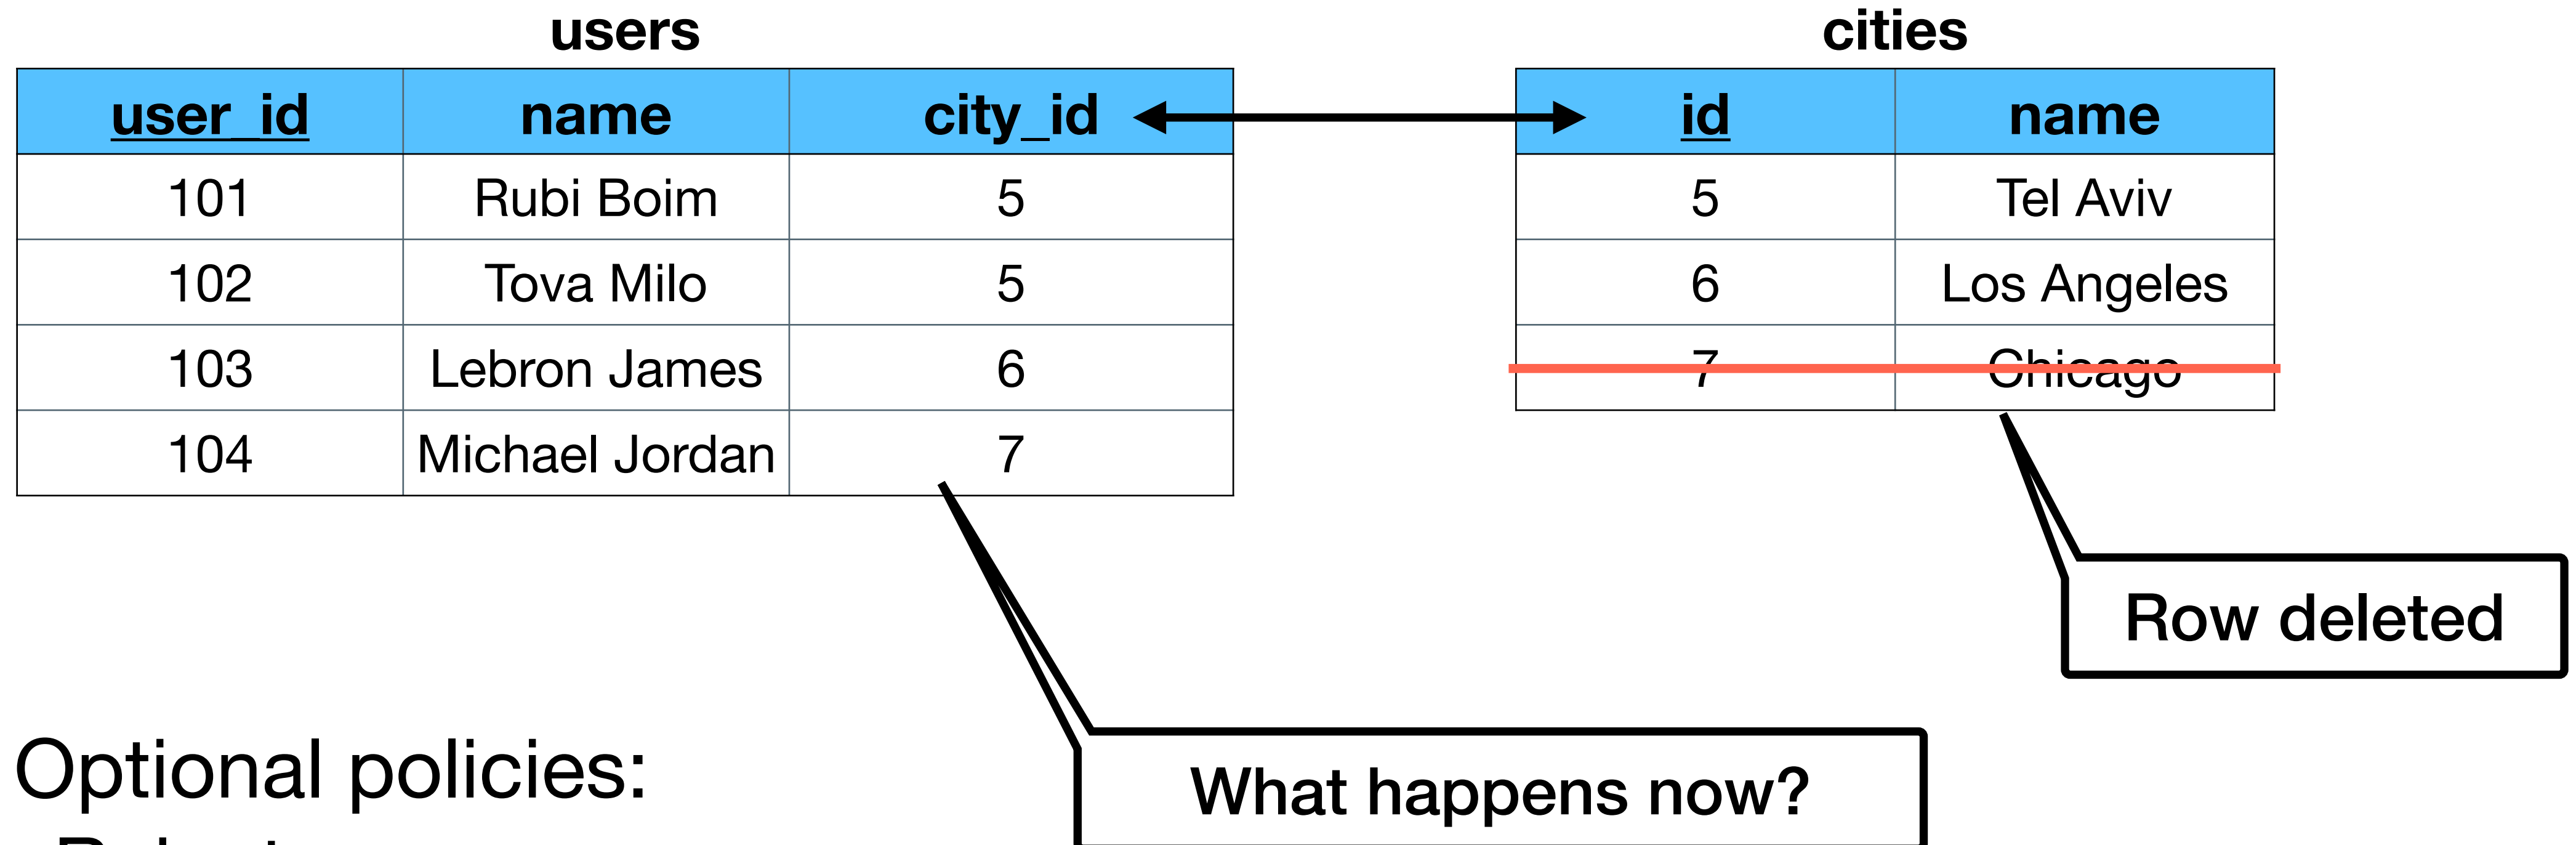 users
cities
user_id name city_id
id name
101 Rubi Boim 5
5 Tel Aviv
102 Tova Milo 5
6 Los Angeles
103 Lebron James 6
7 Chicago
104 Michael Jordan 7
Row deleted
Optional policies:
What happens now?